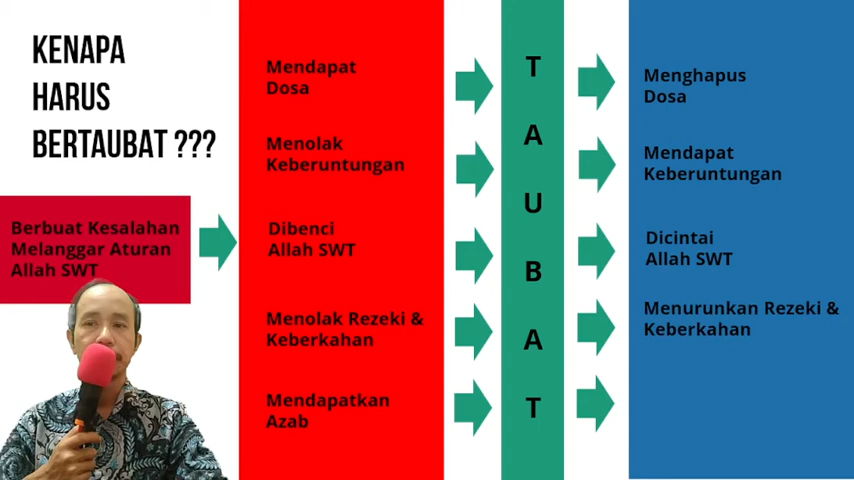 KENAPA
HARUS
BERTAUBAT ???
Berbuat Kesalahan
Melanggar Aturan
Allah SWT
Mendapat
Dosa
Menolak
Keberuntungan
Dibenci
Allah SWT
Menolak Rezeki &
Keberkahan
Mendapatkan
Azab
T
A
U
B
A
T
Menghapus
Dosa
Mendapat
Keberuntungan
Dicintai
Allah SWT
Menurunkan Rezeki &
Keberkahan